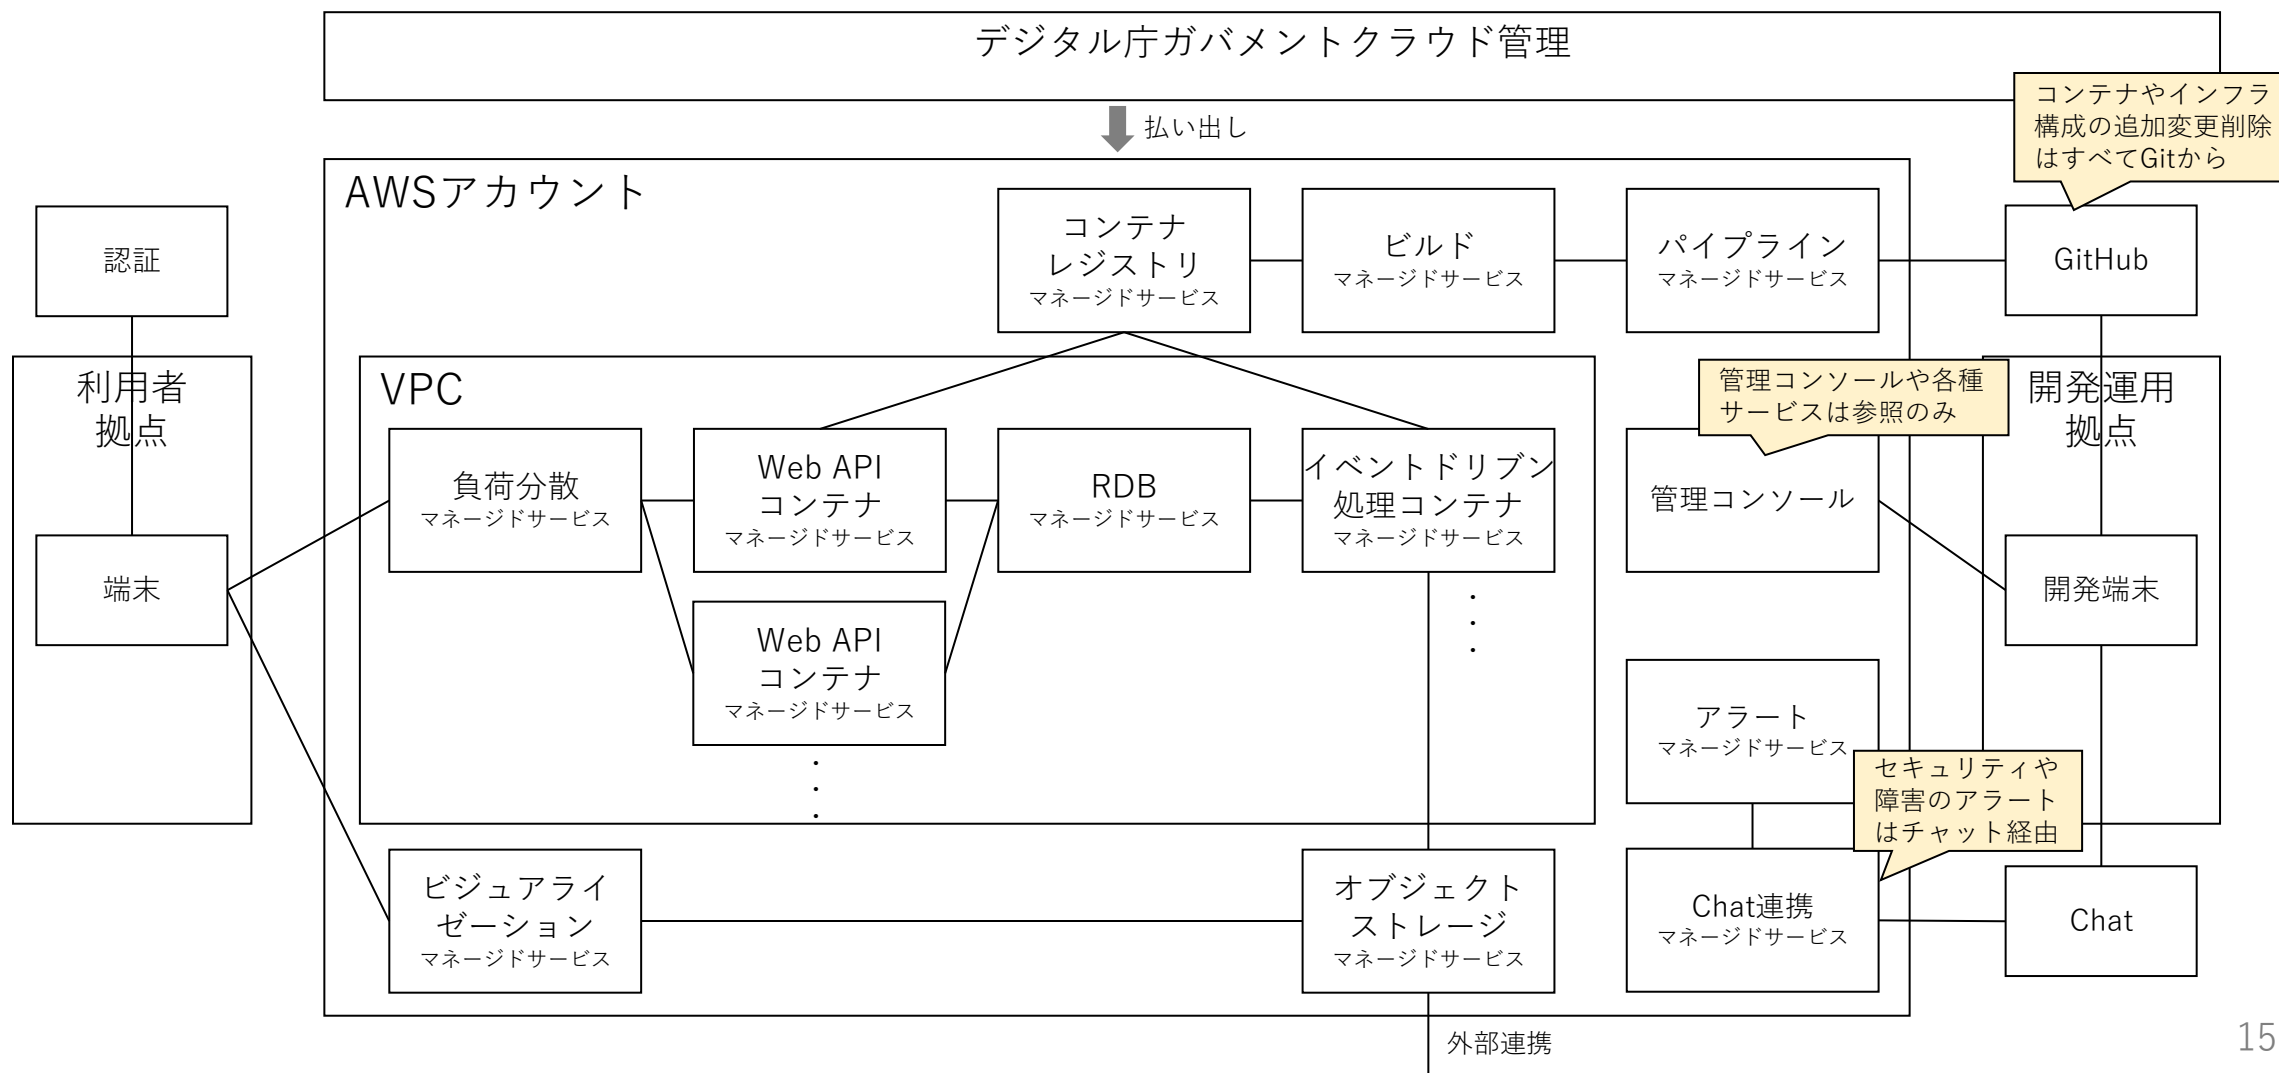 デジタル庁ガバメントクラウド管理
コンテナやインフラ
構成の追加変更削除
はすべてGitから
払い出し
AWSアカウント
コンテナ
レジストリ
マネージドサービス
ビルド
マネージドサービス
パイプライン
マネージドサービス
GitHub
認証
利用者
拠点
VPC
管理コンソールや各種
サービスは参照のみ
開発運用
拠点
負荷分散
マネージドサービス
Web API
コンテナ
マネージドサービス
RDB
マネージドサービス
イベントドリブン
処理コンテナ
マネージドサービス
管理コンソール
端末
開発端末
Web API
コンテナ
マネージドサービス
アラート
マネージドサービス
セキュリティや
障害のアラート
はチャット経由
ビジュアライ
ゼーション
マネージドサービス
オブジェクト
ストレージ
マネージドサービス
Chat連携
マネージドサービス
Chat
外部連携
15